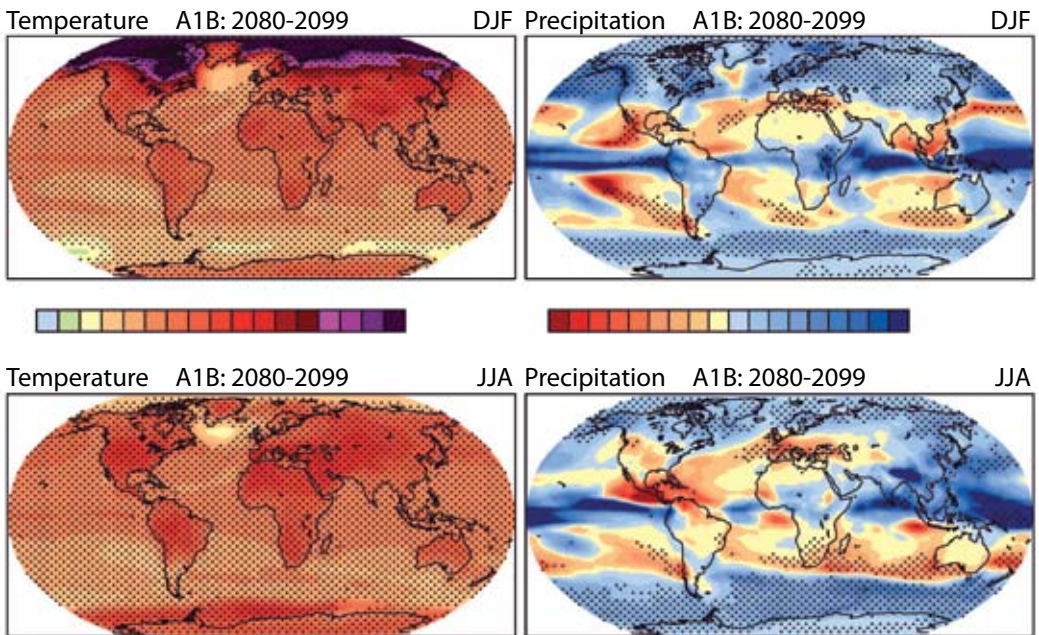 Temperature A1B: 2080-2099 DJF
Precipitation A1B: 2080-2099 DJF
Temperature A1B: 2080-2099 JJA
Precipitation A1B: 2080-2099 JJA